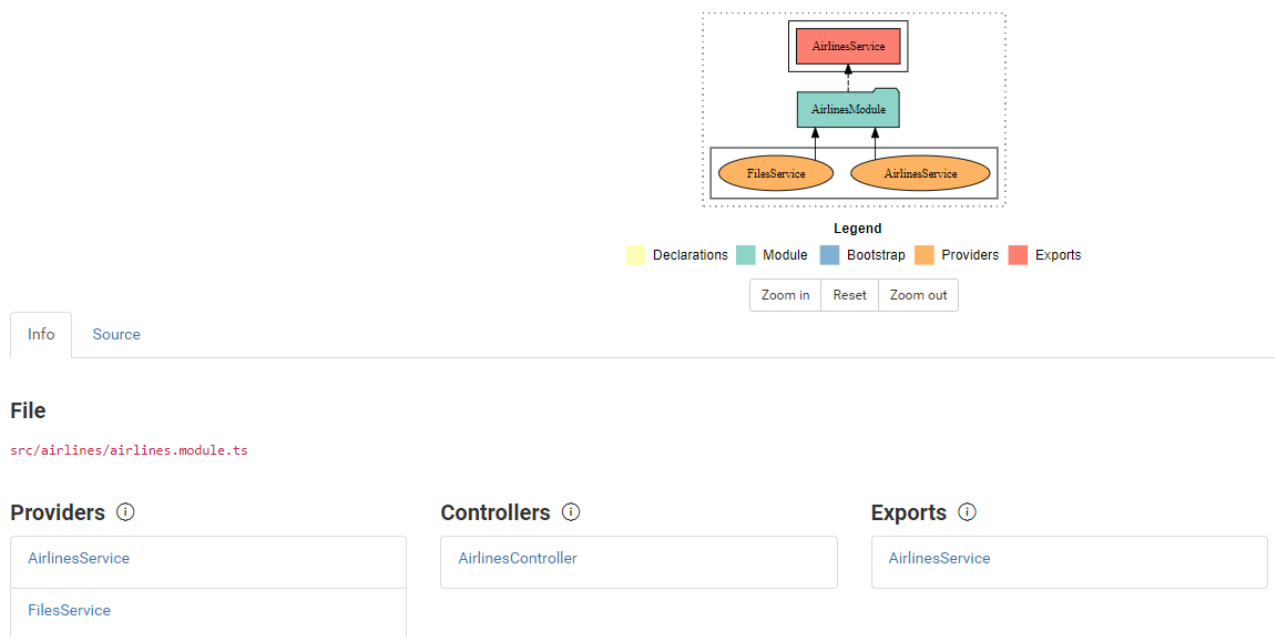 AirlinesService
AirlinesModule
FilesService
AirlinesService
Legend
Declarations Module Bootstrap Providers Exports
Zoom in Reset Zoom out
Info Source
File
src/airlines/airlines.module.ts
Providers
Controllers
Exports
AirlinesService
AirlinesController
AirlinesService
FilesService